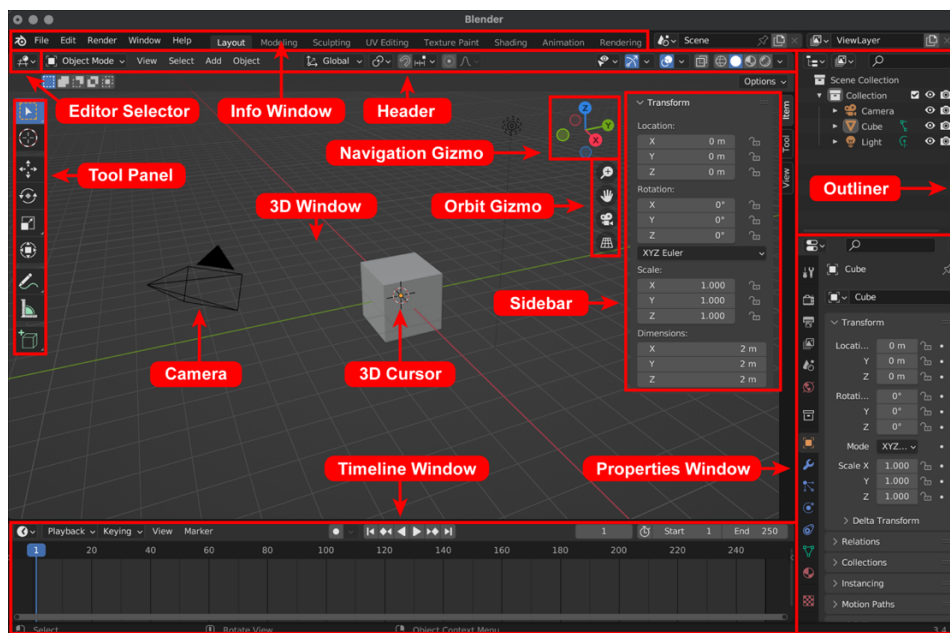 Blender
File Edit Render Window Help Layout Modeling Sculpting UV Editing Texture Paint Shading Animation Rendering Scene ViewLayer
Object Mode View Select Add Object Global
Options
Editor Selector
Info Window
Header
Navigation Gizmo
Tool Panel
3D Window
Orbit Gizmo
Z
Y
X
Camera
3D Cursor
Sidebar
Transform
Location:
X 0 m
Y 0 m
Z 0 m
Rotation:
X 0°
Y 0°
Z 0°
XYZ Euler
Scale:
X 1.000
Y 1.000
Z 1.000
Dimensions:
X 2 m
Y 2 m
Z 2 m
Item
Tool
View
Scene Collection
Collection
Camera
Cube
Light
Outliner
Cube
Cube
Transform
Locati... 0 m
Y 0 m
Z 0 m
Rotati... 0°
Y 0°
Z 0°
Mode XYZ...
Scale X 1.000
Y 1.000
Z 1.000
Delta Transform
Relations
Collections
Instancing
Motion Paths
Timeline Window
Properties Window
Playback Keying View Marker 1 Start 1 End 250
1 20 40 60 80 100 120 140 160 180 200 220 240
Select Rotate View Object Context Menu 3.4